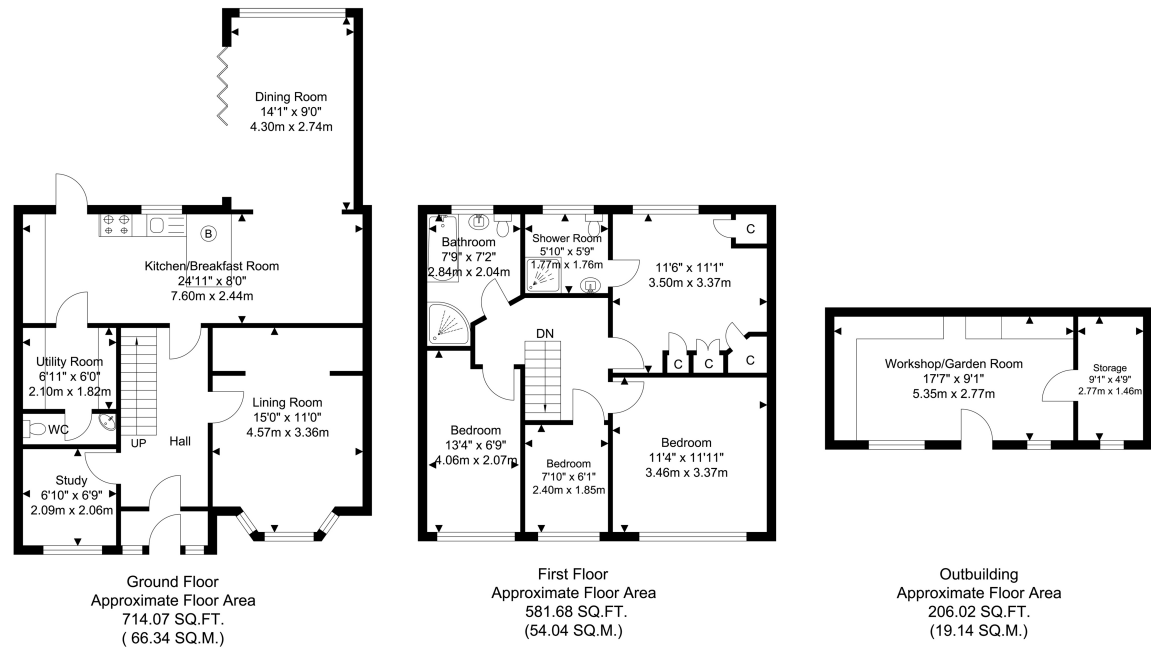 Dining Room
14'1" x 9'0"
4.30m x 2.74m
B
Kitchen/Breakfast Room
24'11" x 8'0"
7.60m x 2.44m
Utility Room
6'11" x 6'0"
2.10m x 1.82m
WC
UP
Hall
Lining Room
15'0" x 11'0"
4.57m x 3.36m
Study
6'10" x 6'9"
2.09m x 2.06m
Ground Floor
Approximate Floor Area
714.07 SQ.FT.
( 66.34 SQ.M.)
Bathroom
7'9" x 7'2"
2.84m x 2.04m
Shower Room
5'10" x 5'9"
1.77m x 1.76m
C
11'6" x 11'1"
3.50m x 3.37m
DN
C
C
C
Bedroom
13'4" x 6'9"
4.06m x 2.07m
Bedroom
7'10" x 6'1"
2.40m x 1.85m
Bedroom
11'4" x 11'11"
3.46m x 3.37m
First Floor
Approximate Floor Area
581.68 SQ.FT.
(54.04 SQ.M.)
Workshop/Garden Room
17'7" x 9'1"
5.35m x 2.77m
Storage
9'1" x 4'9"
2.77m x 1.46m
Outbuilding
Approximate Floor Area
206.02 SQ.FT.
(19.14 SQ.M.)